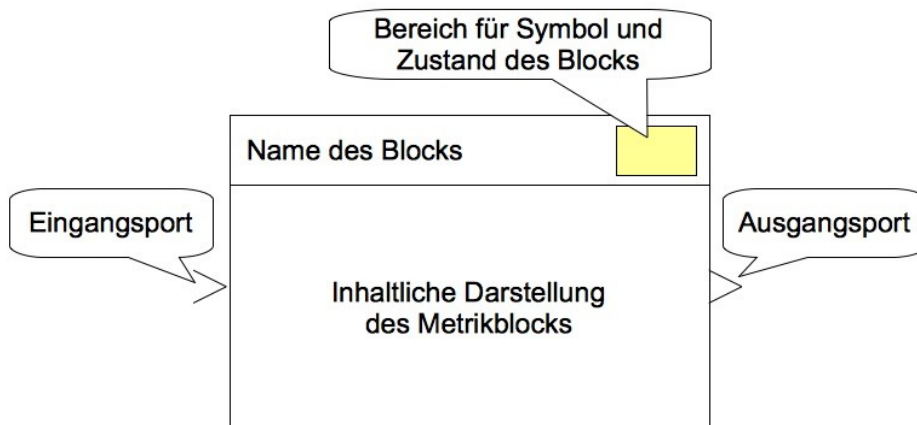 Bereich für Symbol und
Zustand des Blocks
Name des Blocks
Eingangsport
Ausgangsport
Inhaltliche Darstellung
des Metrikblocks